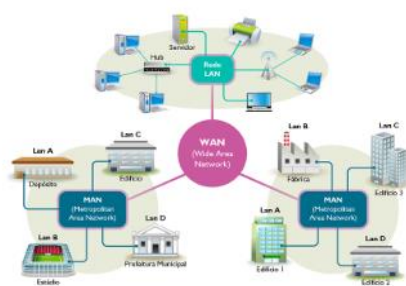 Servidor
Hub
Rede
LAN
WAN
(Wide Area
Network)
Lan A
Depósito
Lan C
Edifício
MAN
(Metropolitan
Area Network)
Lan B
Estádio
Lan D
Prefeitura Municipal
Lan B
Fábrica
Lan C
Edifício 3
MAN
(Metropolitan
Area Network)
Lan A
Edifício 1
Lan D
Edifício 2